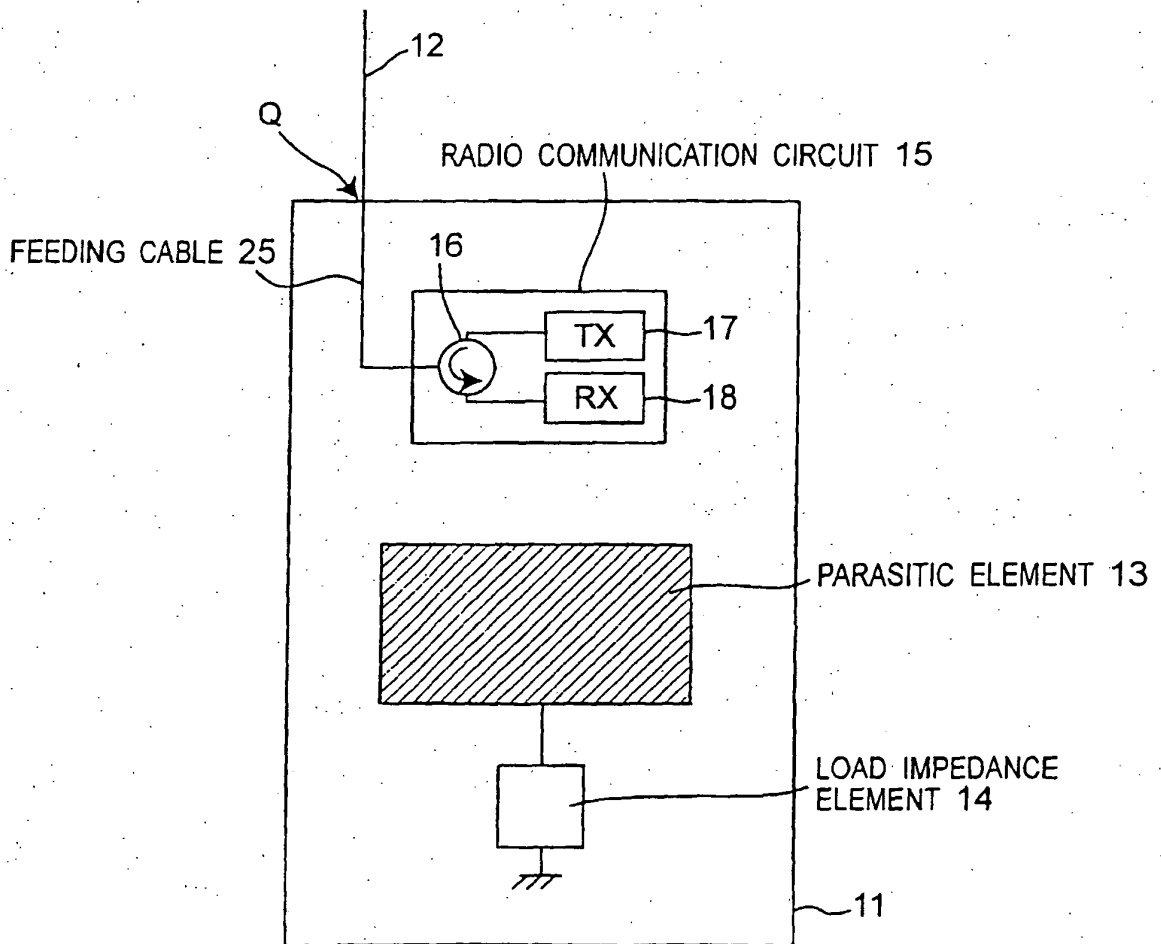 12
Q
RADIO COMMUNICATION CIRCUIT 15
FEEDING CABLE 25
16
TX
17
RX
18
PARASITIC ELEMENT 13
LOAD IMPEDANCE
ELEMENT 14
11